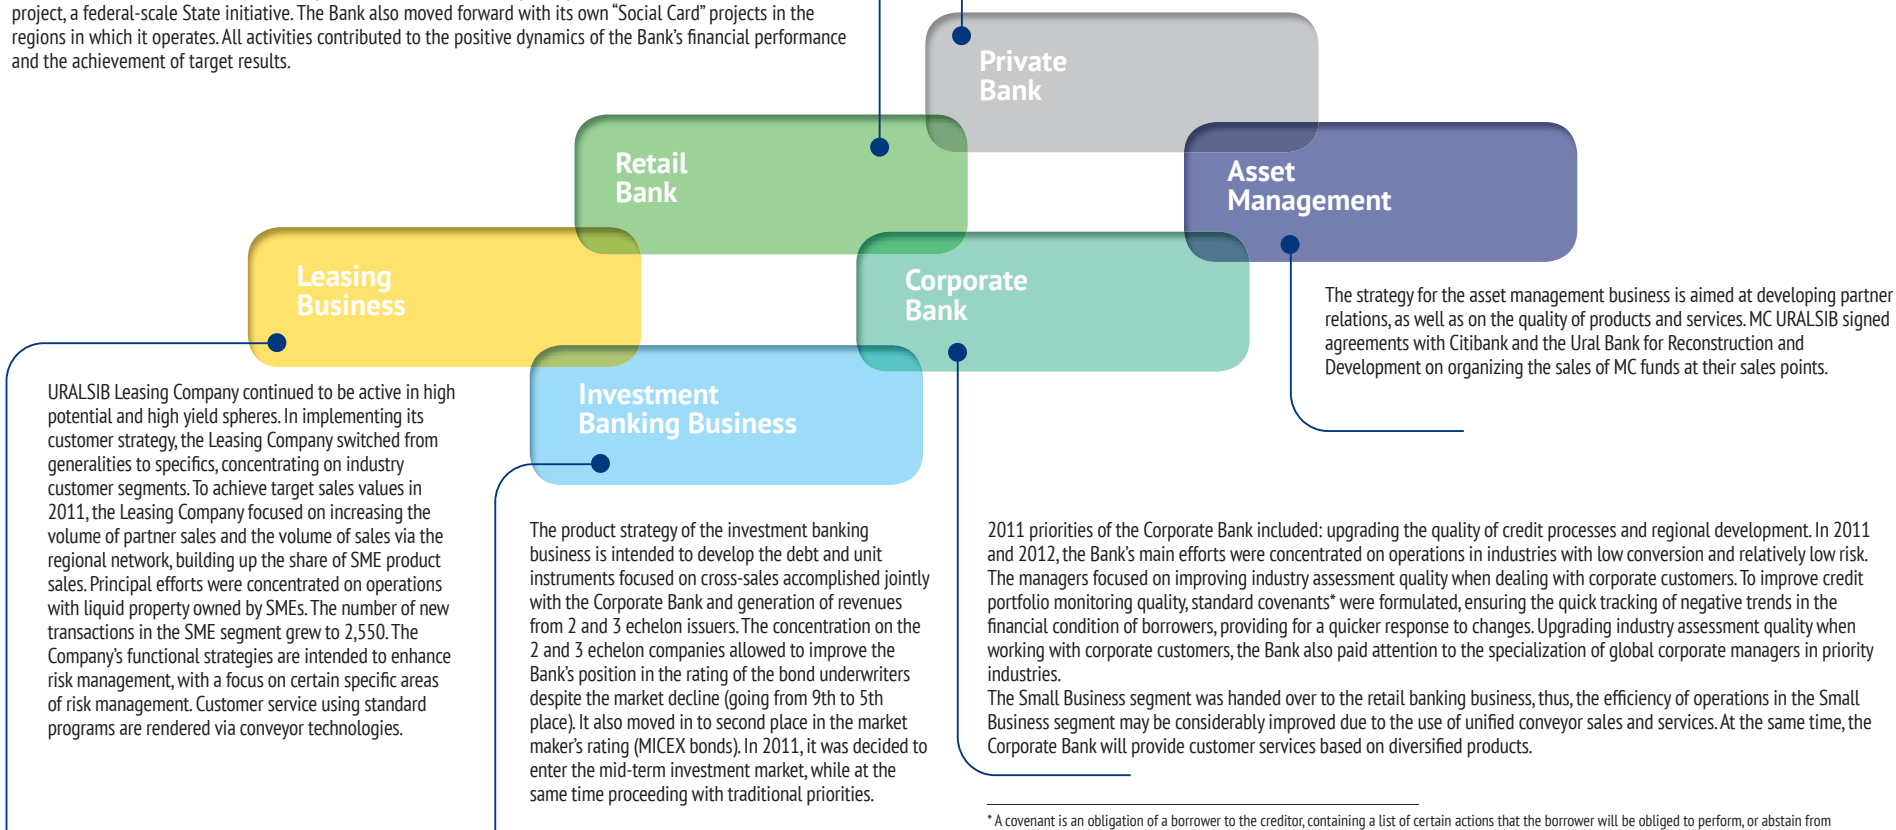 project, a federal-scale State initiative. The Bank also moved forward with its own “Social Card” projects in the
regions in which it operates. All activities contributed to the positive dynamics of the Bank’s financial performance
and the achievement of target results.
Private
Bank
Retail
Bank
Asset
Management
Leasing
Business
Corporate
Bank
Investment
Banking Business
The strategy for the asset management business is aimed at developing partner
relations, as well as on the quality of products and services. MC URALSIB signed
agreements with Citibank and the Ural Bank for Reconstruction and
Development on organizing the sales of MC funds at their sales points.
URALSIB Leasing Company continued to be active in high
potential and high yield spheres. In implementing its
customer strategy, the Leasing Company switched from
generalities to specifics, concentrating on industry
customer segments. To achieve target sales values in
2011, the Leasing Company focused on increasing the
volume of partner sales and the volume of sales via the
regional network, building up the share of SME product
sales. Principal efforts were concentrated on operations
with liquid property owned by SMEs. The number of new
transactions in the SME segment grew to 2,550. The
Company’s functional strategies are intended to enhance
risk management, with a focus on certain specific areas
of risk management. Customer service using standard
programs are rendered via conveyor technologies.
The product strategy of the investment banking
business is intended to develop the debt and unit
instruments focused on cross-sales accomplished jointly
with the Corporate Bank and generation of revenues
from 2 and 3 echelon issuers. The concentration on the
2 and 3 echelon companies allowed to improve the
Bank’s position in the rating of the bond underwriters
despite the market decline (going from 9th to 5th
place). It also moved in to second place in the market
maker’s rating (MICEX bonds). In 2011, it was decided to
enter the mid-term investment market, while at the
same time proceeding with traditional priorities.
2011 priorities of the Corporate Bank included: upgrading the quality of credit processes and regional development. In 2011
and 2012, the Bank’s main efforts were concentrated on operations in industries with low conversion and relatively low risk.
The managers focused on improving industry assessment quality when dealing with corporate customers. To improve credit
portfolio monitoring quality, standard covenants* were formulated, ensuring the quick tracking of negative trends in the
financial condition of borrowers, providing for a quicker response to changes. Upgrading industry assessment quality when
working with corporate customers, the Bank also paid attention to the specialization of global corporate managers in priority
industries.
The Small Business segment was handed over to the retail banking business, thus, the efficiency of operations in the Small
Business segment may be considerably improved due to the use of unified conveyor sales and services. At the same time, the
Corporate Bank will provide customer services based on diversified products.
* A covenant is an obligation of a borrower to the creditor, containing a list of certain actions that the borrower will be obliged to perform, or abstain from